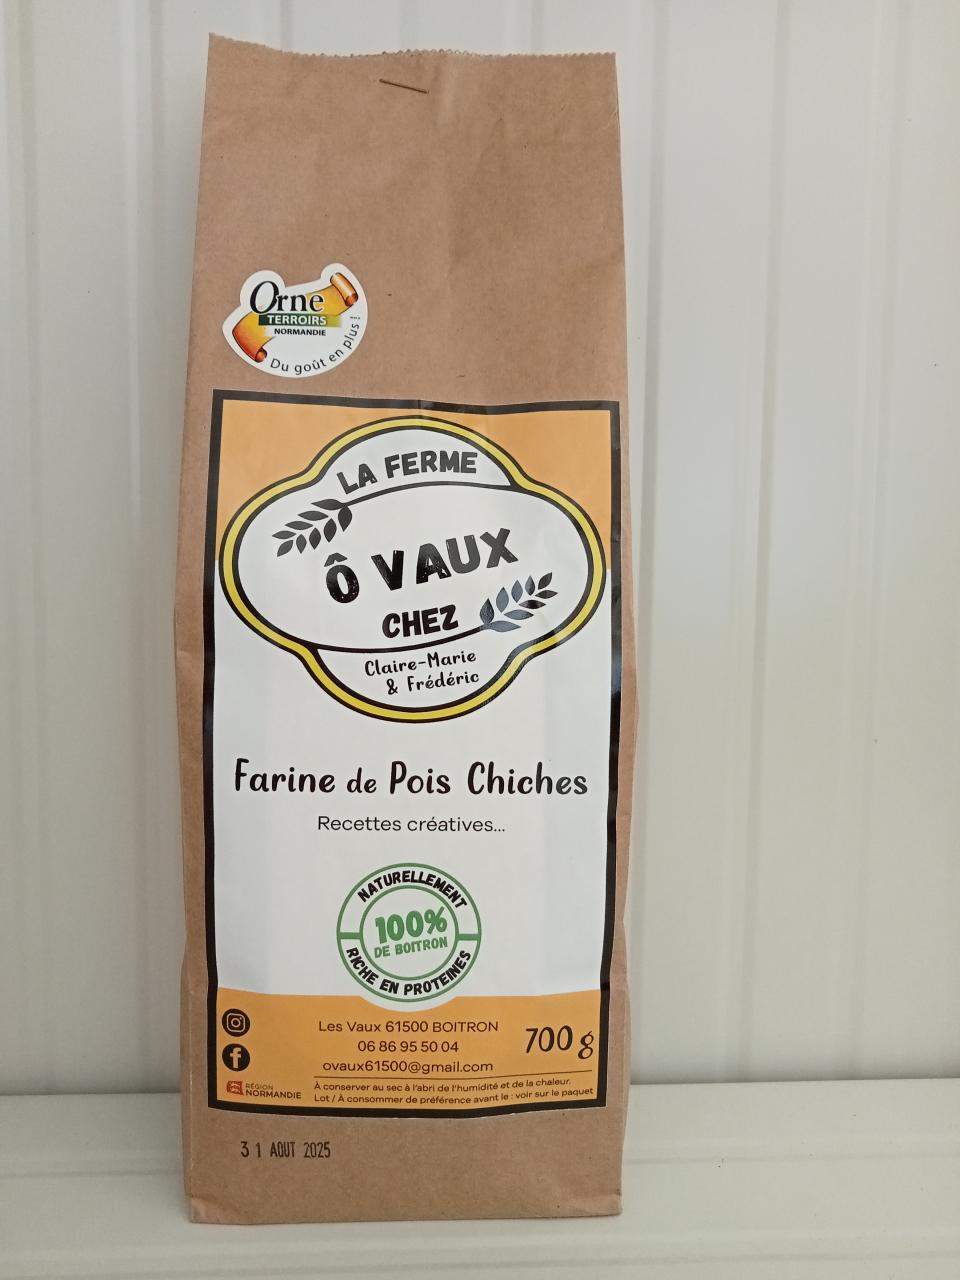 Orne
TERROIRS
NORMANDIE
Du goût en plus !
LA FERME
Ô VAUX
CHEZ
Claire-Marie
& Frédéric
Farine de Pois Chiches
Recettes créatives...
NATURELLEMENT
100%
DE BOITRON
RICHE EN PROTEINES
Les Vaux 61500 BOITRON
06 86 95 50 04
700 g
ovaux61500@gmail.com
RÉGION
NORMANDIE
À conserver au sec à l'abri de l'humidité et de la chaleur.
Lot / À consommer de préférence avant le : voir sur le paquet
31 AOUT 2025